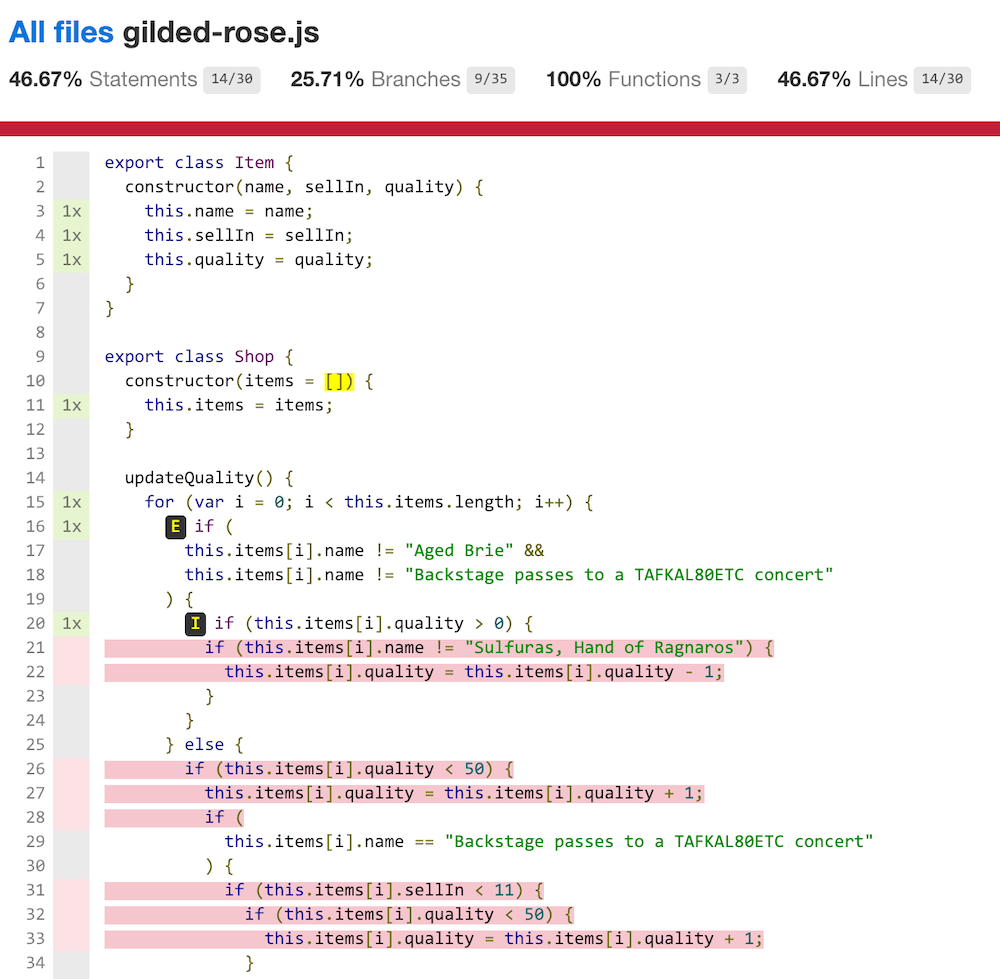 All files gilded-rose.js
46.67% Statements 14/30 25.71% Branches 9/35 100% Functions 3/3 46.67% Lines 14/30
1 export class Item {
2 constructor(name, sellIn, quality) {
3 1x this.name = name;
4 1x this.sellIn = sellIn;
5 1x this.quality = quality;
6 }
7 }
8
9 export class Shop {
10 constructor(items = []) {
11 1x this.items = items;
12 }
13
14 updateQuality() {
15 1x for (var i = 0; i < this.items.length; i++) {
16 1x E if (
17 this.items[i].name != "Aged Brie" &&
18 this.items[i].name != "Backstage passes to a TAFKAL80ETC concert"
19 ) {
20 1x I if (this.items[i].quality > 0) {
21 if (this.items[i].name != "Sulfuras, Hand of Ragnaros") {
22 this.items[i].quality = this.items[i].quality - 1;
23 }
24 }
25 } else {
26 if (this.items[i].quality < 50) {
27 this.items[i].quality = this.items[i].quality + 1;
28 if (
29 this.items[i].name == "Backstage passes to a TAFKAL80ETC concert"
30 ) {
31 if (this.items[i].sellIn < 11) {
32 if (this.items[i].quality < 50) {
33 this.items[i].quality = this.items[i].quality + 1;
34 }